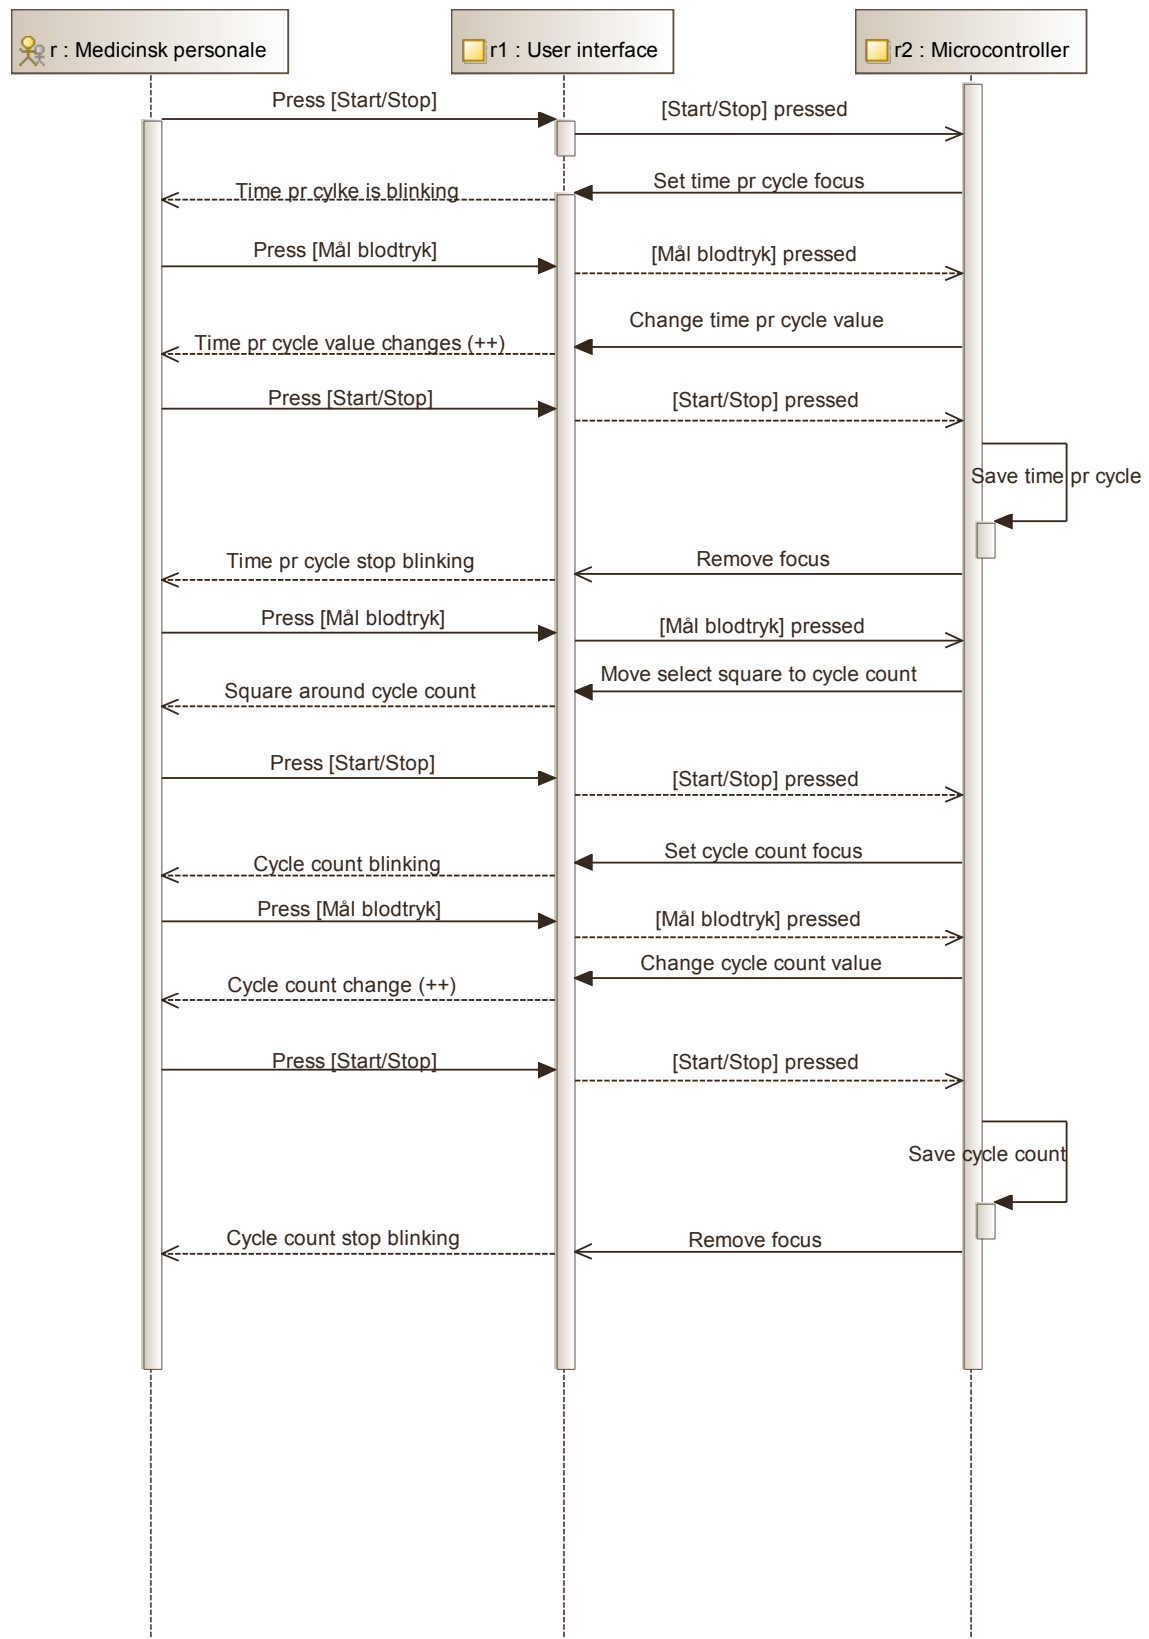 r : Medicinsk personale
r1 : User interface
r2 : Microcontroller
Press [Start/Stop]
[Start/Stop] pressed
Set time pr cycle focus
Time pr cylke is blinking
Press [Mål blodtryk]
[Mål blodtryk] pressed
Change time pr cycle value
Time pr cycle value changes (++)
Press [Start/Stop]
[Start/Stop] pressed
Save time pr cycle
Remove focus
Time pr cycle stop blinking
Press [Mål blodtryk]
[Mål blodtryk] pressed
Move select square to cycle count
Square around cycle count
Press [Start/Stop]
[Start/Stop] pressed
Set cycle count focus
Cycle count blinking
Press [Mål blodtryk]
[Mål blodtryk] pressed
Change cycle count value
Cycle count change (++)
Press [Start/Stop]
[Start/Stop] pressed
Save cycle count
Cycle count stop blinking
Remove focus